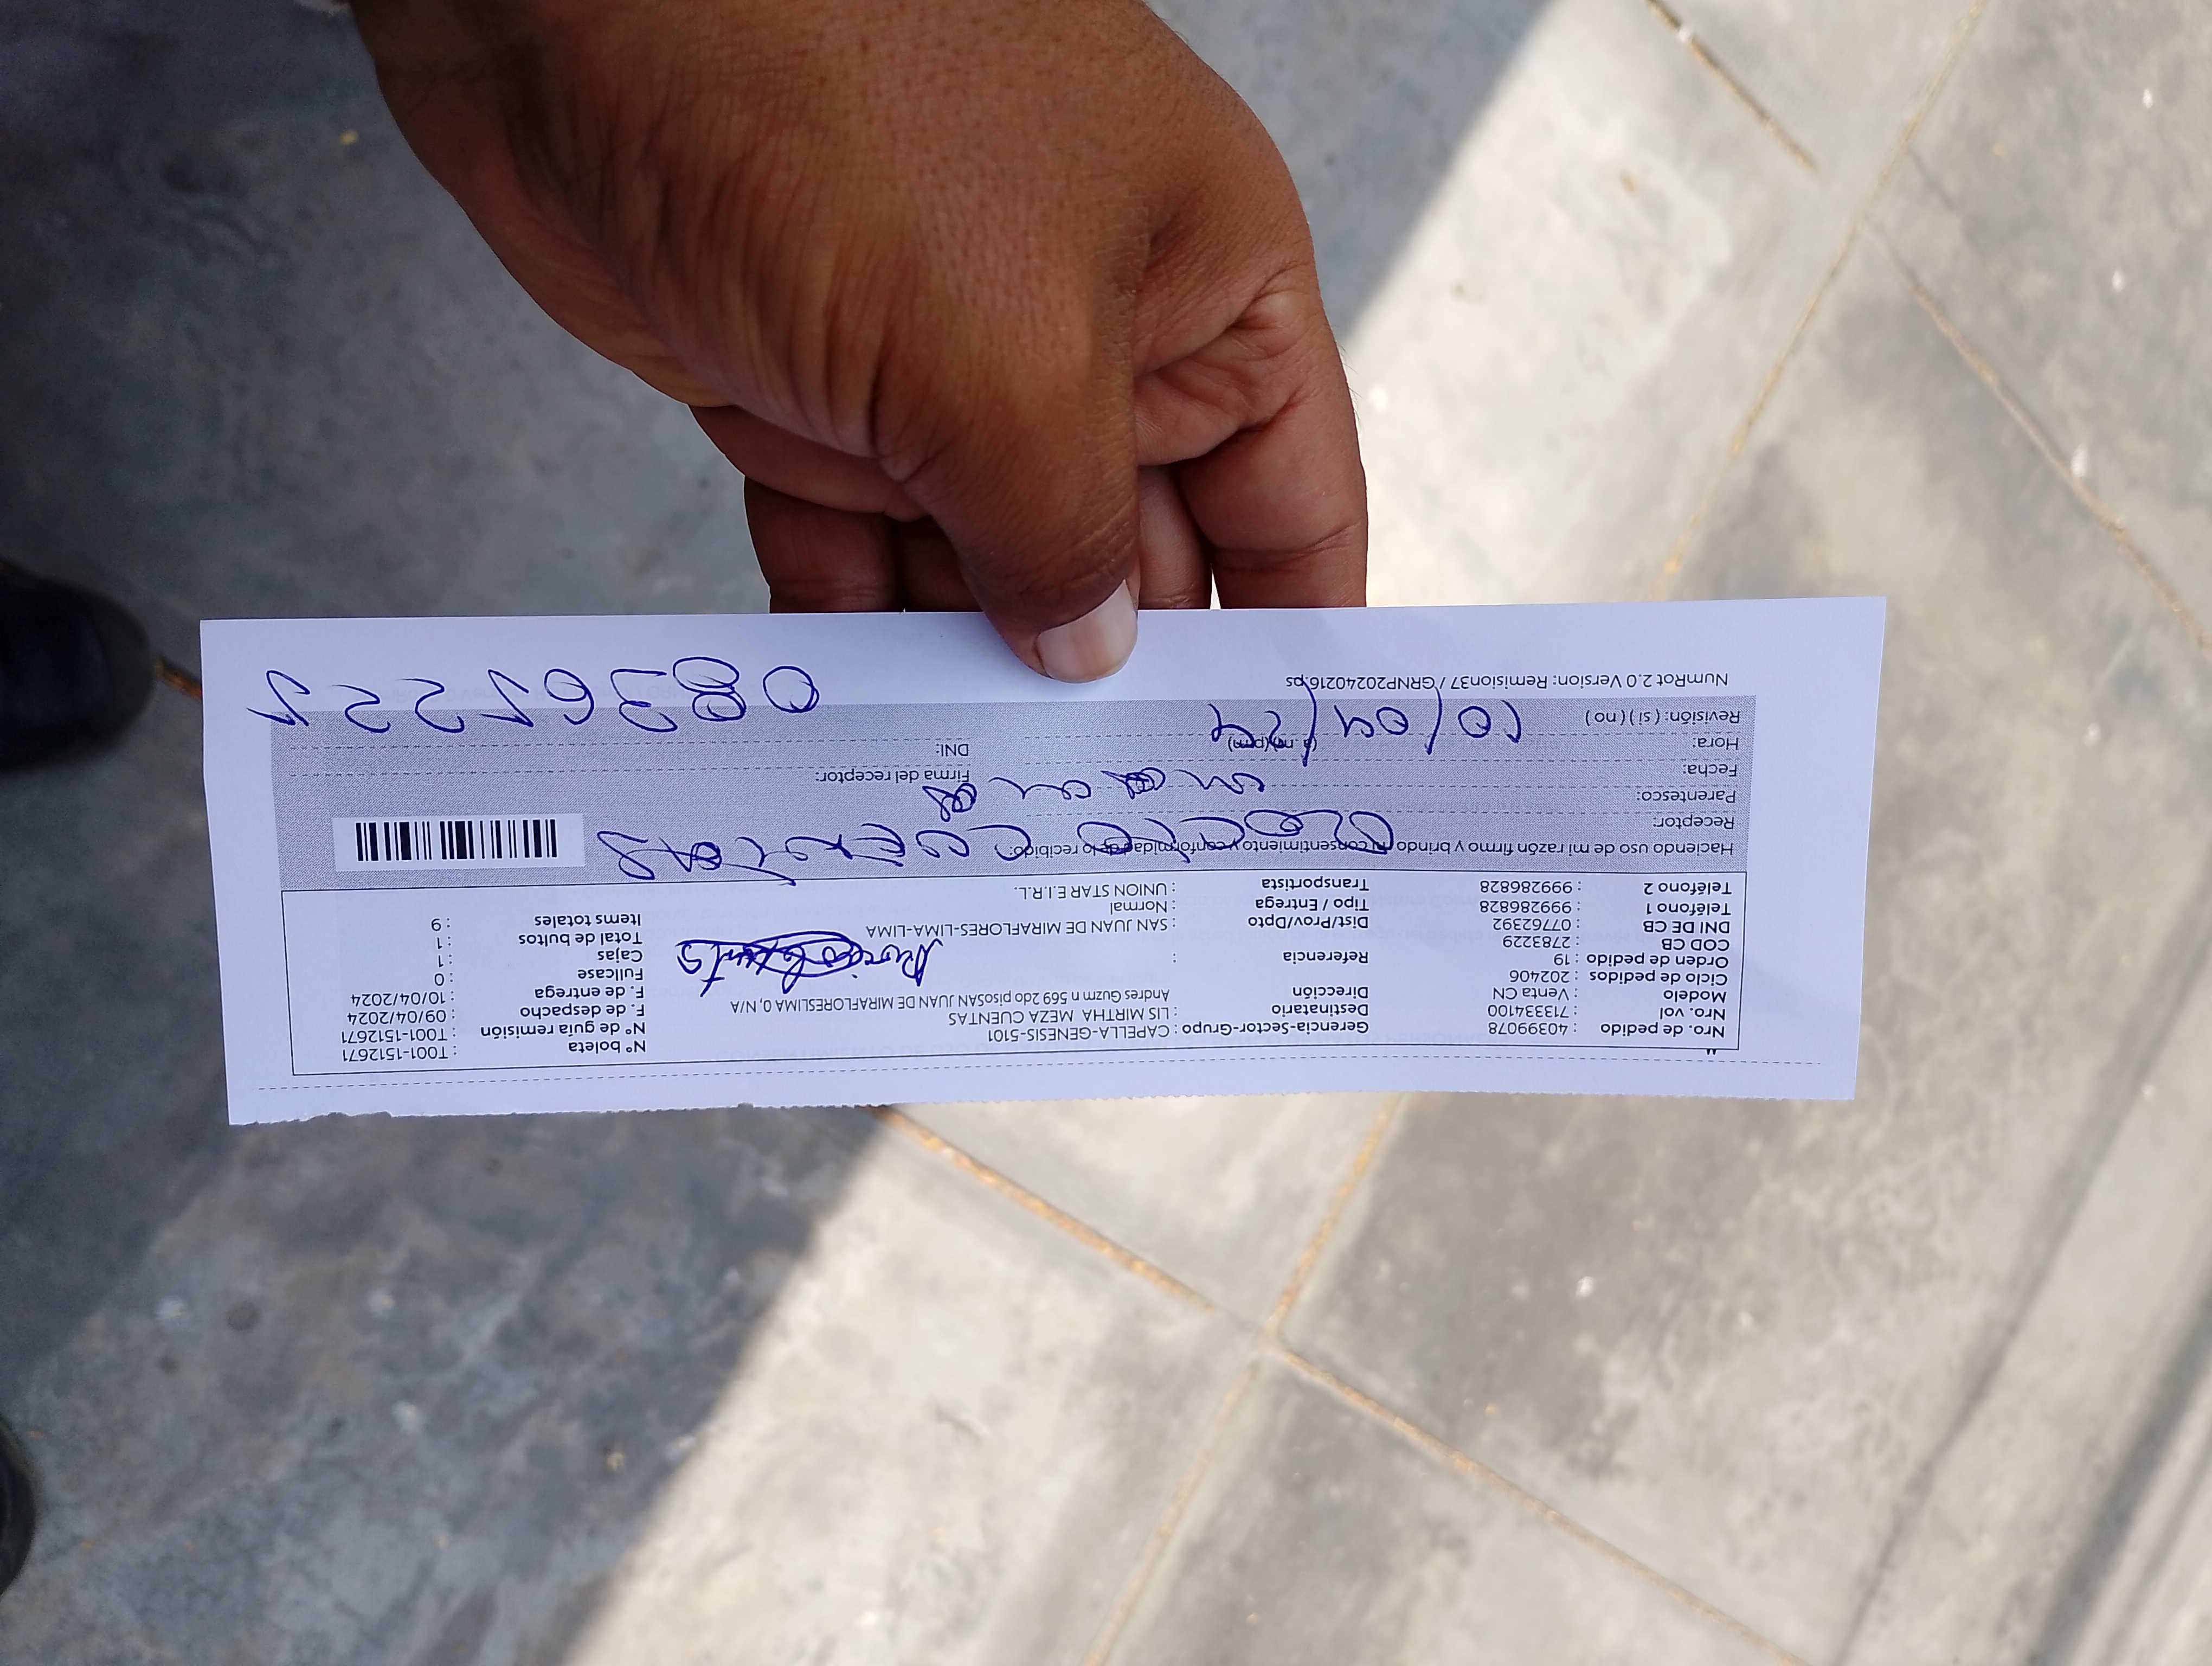 Nro. de pedido : 40399078 Gerencia-Sector-Grupo : CAPELLA-GENESIS-5101 Nº boleta : T001-1512671
Nro. vol : 713334100 Destinatario : LIS MIRTHA MEZA CUENTAS Nº de guía remisión : T001-1512671
Modelo : Venta CN Dirección Andres Guzm n 569 2do pisoSAN JUAN DE MIRAFLORESLIMA 0, N/A F. de despacho : 09/04/2024
Ciclo de pedidos : 202406 F. de entrega : 10/04/2024
Orden de pedido : 19 Referencia : Fullcase : 0
COD CB : 2783229 Cajas : 1
DNI DE CB : 07762392 Dist/Prov/Dpto : SAN JUAN DE MIRAFLORES-LIMA-LIMA Total de bultos : 1
Teléfono 1 : 999286828 Tipo / Entrega : Normal Items totales : 9
Teléfono 2 : 999286828 Transportista : UNION STAR E.I.R.L.
Haciendo uso de mi razón firmo y brindo mi consentimiento y conformidad de lo recibido:
Receptor:
Parentesco:
Fecha: Firma del receptor:
Hora: (a. m) (p.m) DNI:
Revisión: ( si ) ( no ) 10/04/24
NumRot 2.0 Version: Remision37 / GRNP20240216.ps